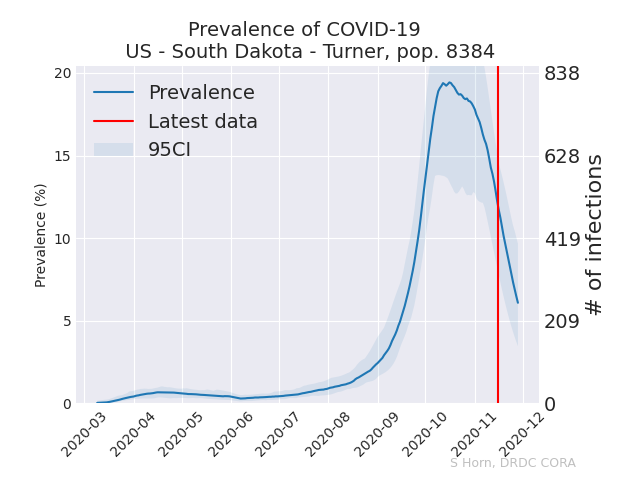 Prevalence of COVID-19
US - South Dakota - Turner, pop. 8384
Prevalence
Latest data
95CI
Prevalence (%)
20
15
10
5
0
838
628
419
209
0
# of infections
2020-03
2020-04
2020-05
2020-06
2020-07
2020-08
2020-09
2020-10
2020-11
2020-12
S Horn, DRDC CORA